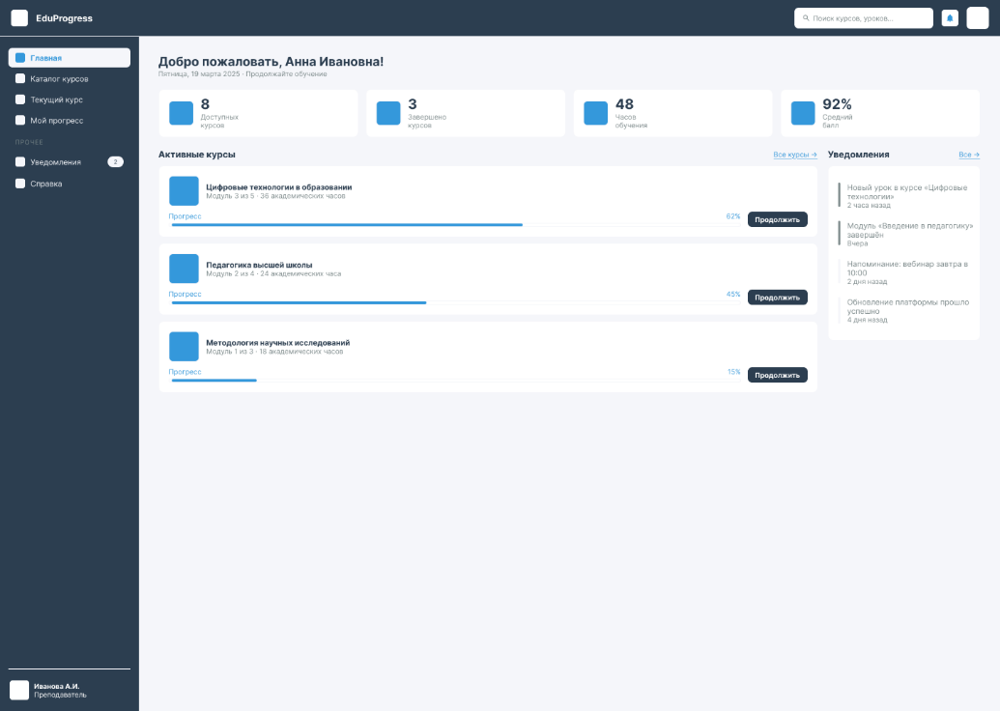 EduProgress
Поиск курсов, уроков...
Главная
Каталог курсов
Текущий курс
Мой прогресс
ПРОЧЕЕ
Уведомления 2
Справка
Иванова А.И.
Преподаватель
Добро пожаловать, Анна Ивановна!
Пятница, 19 марта 2025 · Продолжайте обучение
8
Доступных
курсов
3
Завершено
курсов
48
Часов
обучения
92%
Средний
балл
Активные курсы
Все курсы →
Цифровые технологии в образовании
Модуль 3 из 5 · 36 академических часов
Прогресс 62%
Продолжить
Педагогика высшей школы
Модуль 2 из 4 · 24 академических часа
Прогресс 45%
Продолжить
Методология научных исследований
Модуль 1 из 3 · 18 академических часов
Прогресс 15%
Продолжить
Уведомления
Все →
Новый урок в курсе «Цифровые
технологии»
2 часа назад
Модуль «Введение в педагогику»
завершён
Вчера
Напоминание: вебинар завтра в
10:00
2 дня назад
Обновление платформы прошло
успешно
4 дня назад